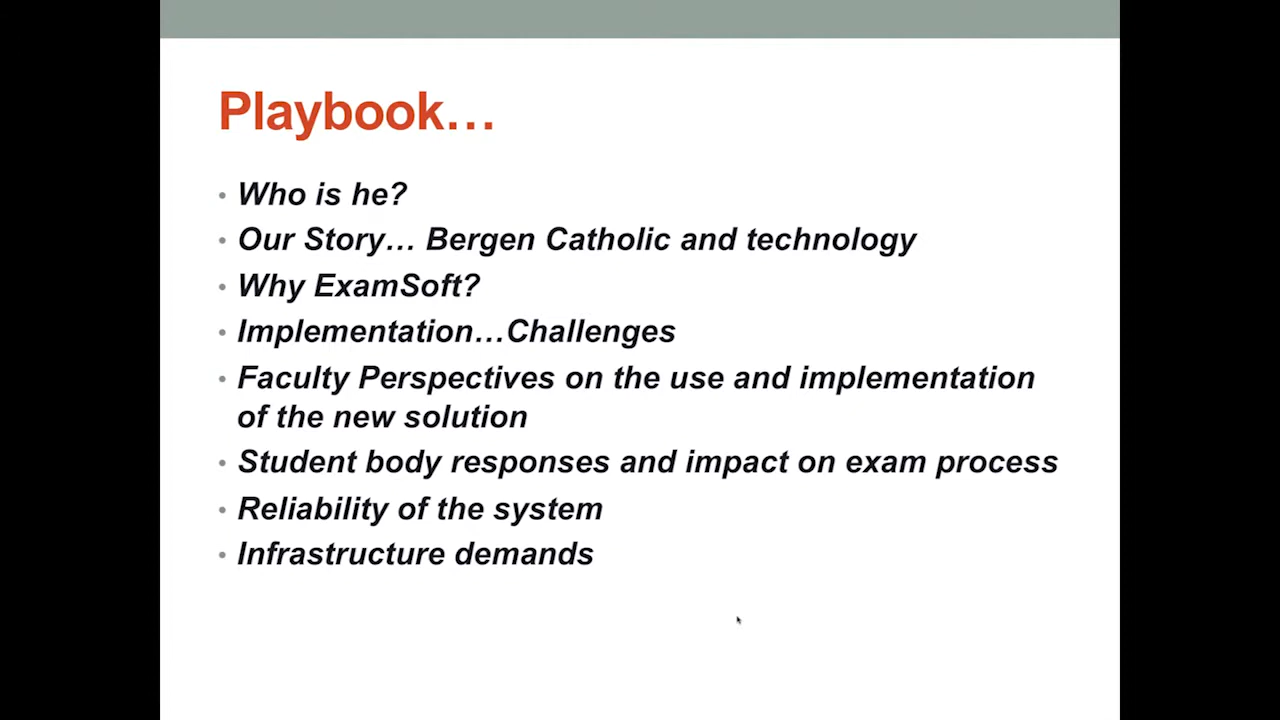 Playbook…
• Who is he?
• Our Story… Bergen Catholic and technology
• Why ExamSoft?
• Implementation…Challenges
• Faculty Perspectives on the use and implementation
of the new solution
• Student body responses and impact on exam process
• Reliability of the system
• Infrastructure demands